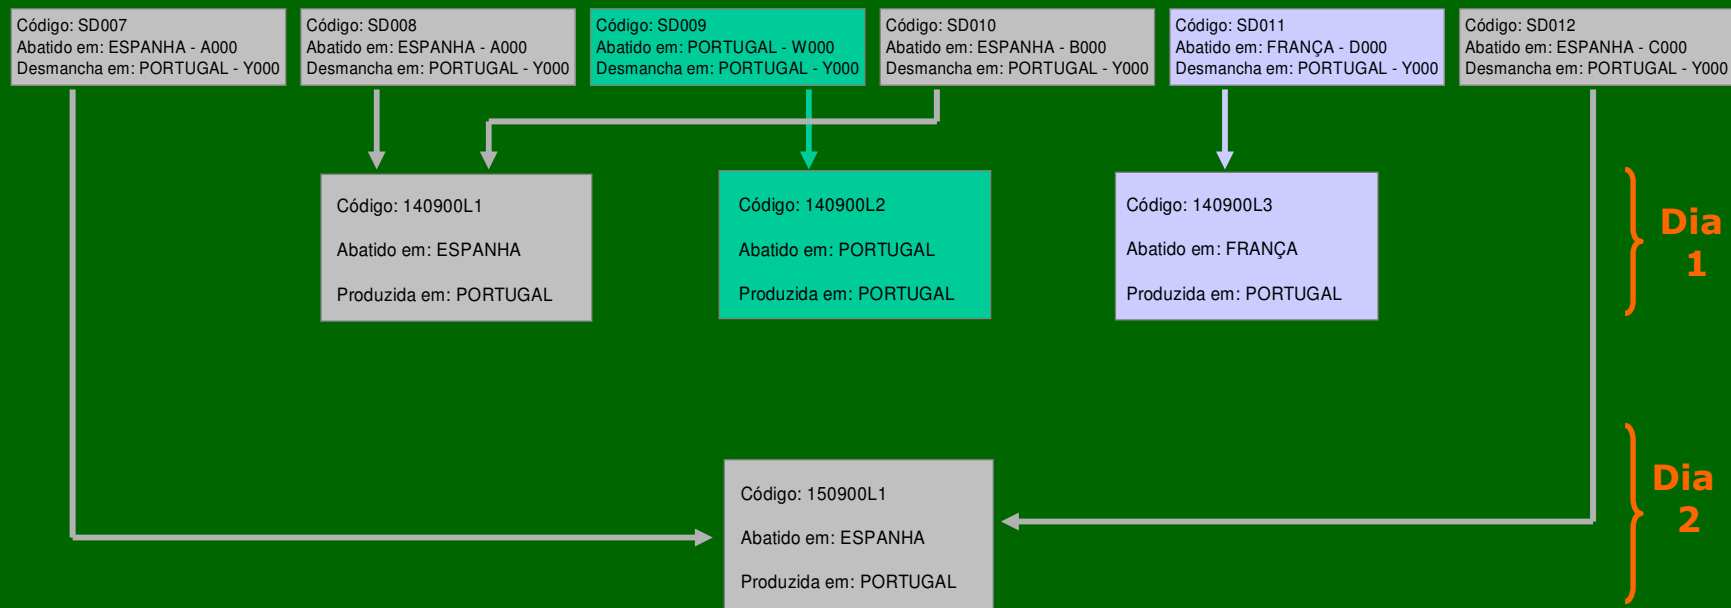 Código: SD007
Abatido em: ESPANHA - A000
Desmancha em: PORTUGAL - Y000
Código: SD008
Abatido em: ESPANHA - A000
Desmancha em: PORTUGAL - Y000
Código: SD009
Abatido em: PORTUGAL - W000
Desmancha em: PORTUGAL - Y000
Código: SD010
Abatido em: ESPANHA - B000
Desmancha em: PORTUGAL - Y000
Código: SD011
Abatido em: FRANÇA - D000
Desmancha em: PORTUGAL - Y000
Código: SD012
Abatido em: ESPANHA - C000
Desmancha em: PORTUGAL - Y000
Código: 140900L1
Abatido em: ESPANHA
Produzida em: PORTUGAL
Código: 140900L2
Abatido em: PORTUGAL
Produzida em: PORTUGAL
Código: 140900L3
Abatido em: FRANÇA
Produzida em: PORTUGAL
Dia
1
Código: 150900L1
Abatido em: ESPANHA
Produzida em: PORTUGAL
Dia
2